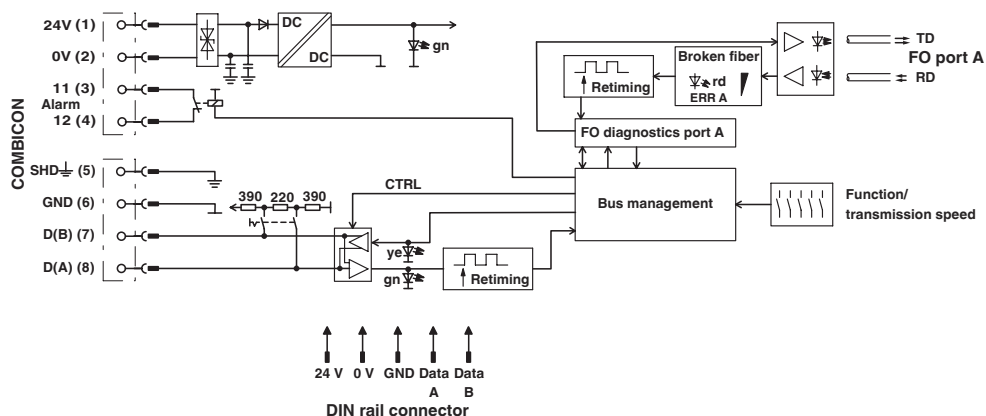 COMBICON
24V (1)
0V (2)
11 (3)
Alarm
12 (4)
SHD (5)
GND (6)
D(B) (7)
D(A) (8)
DC
DC
gn
390 220 390
CTRL
ye
gn
Retiming
Retiming
Broken fiber
rd
ERR A
TD
FO port A
RD
FO diagnostics port A
Bus management
Function/
transmission speed
24 V 0 V GND Data Data
A B
DIN rail connector